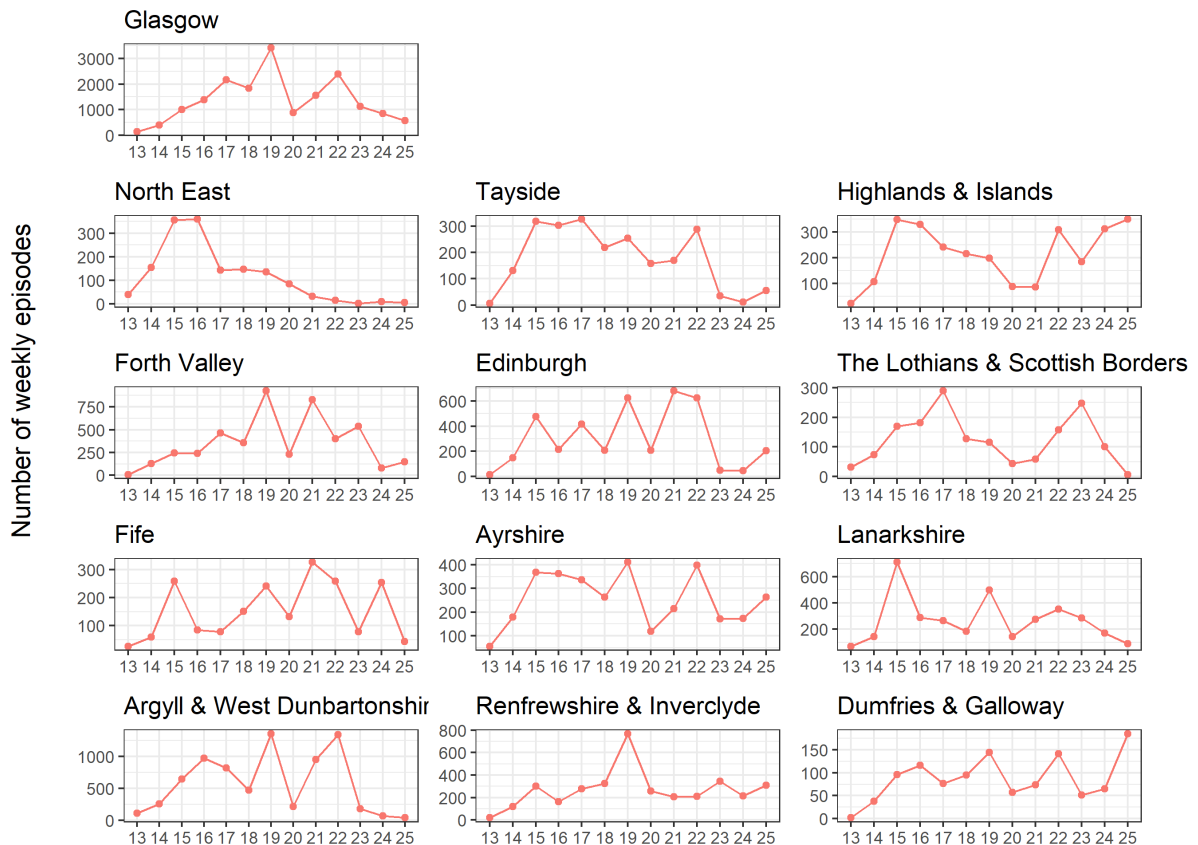 Number of weekly episodes
Glasgow
3000
2000
1000
0
13 14 15 16 17 18 19 20 21 22 23 24 25
North East
300
200
100
0
13 14 15 16 17 18 19 20 21 22 23 24 25
Tayside
300
200
100
0
13 14 15 16 17 18 19 20 21 22 23 24 25
Highlands & Islands
300
200
100
13 14 15 16 17 18 19 20 21 22 23 24 25
Forth Valley
750
500
250
0
13 14 15 16 17 18 19 20 21 22 23 24 25
Edinburgh
600
400
200
0
13 14 15 16 17 18 19 20 21 22 23 24 25
The Lothians & Scottish Borders
300
200
100
0
13 14 15 16 17 18 19 20 21 22 23 24 25
Fife
300
200
100
13 14 15 16 17 18 19 20 21 22 23 24 25
Ayrshire
400
300
200
100
13 14 15 16 17 18 19 20 21 22 23 24 25
Lanarkshire
600
400
200
13 14 15 16 17 18 19 20 21 22 23 24 25
Argyll & West Dunbartonshir
1000
500
0
13 14 15 16 17 18 19 20 21 22 23 24 25
Renfrewshire & Inverclyde
800
600
400
200
0
13 14 15 16 17 18 19 20 21 22 23 24 25
Dumfries & Galloway
150
100
50
0
13 14 15 16 17 18 19 20 21 22 23 24 25